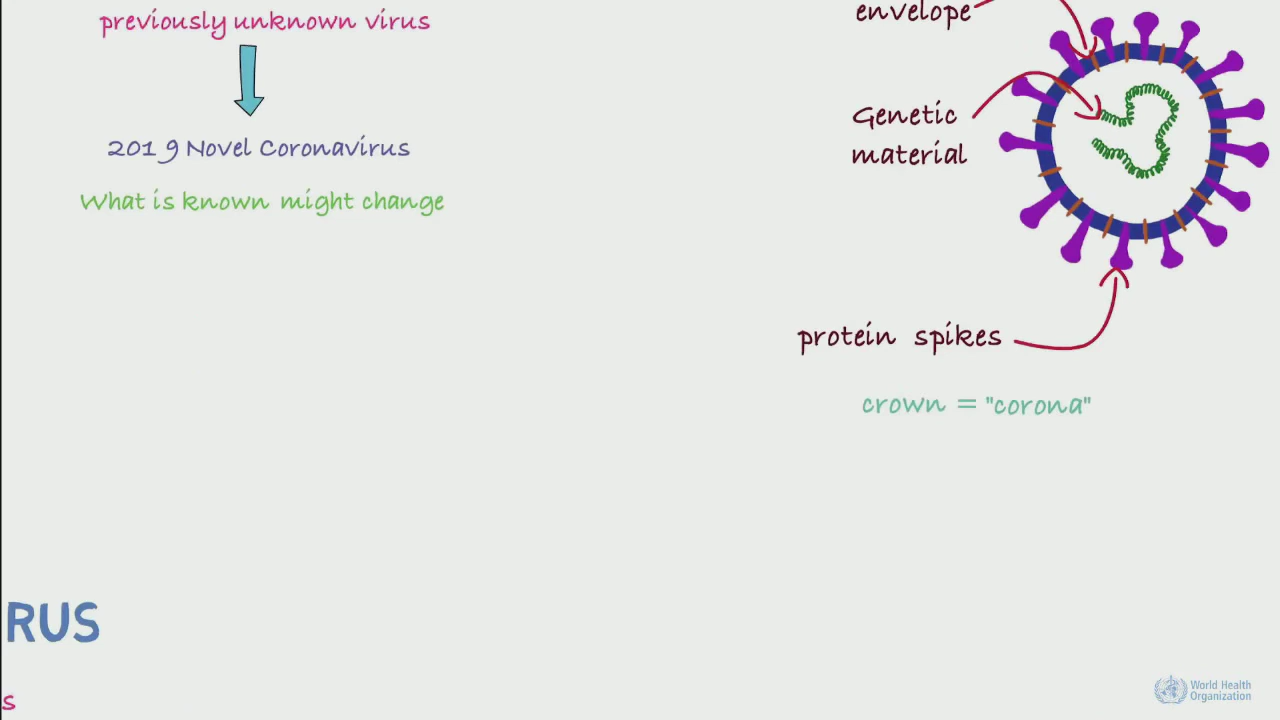 previously unknown virus
2019 Novel Coronavirus
What is known might change
envelope
Genetic
material
protein spikes
crown = "corona"
RUS
s
World Health
Organization